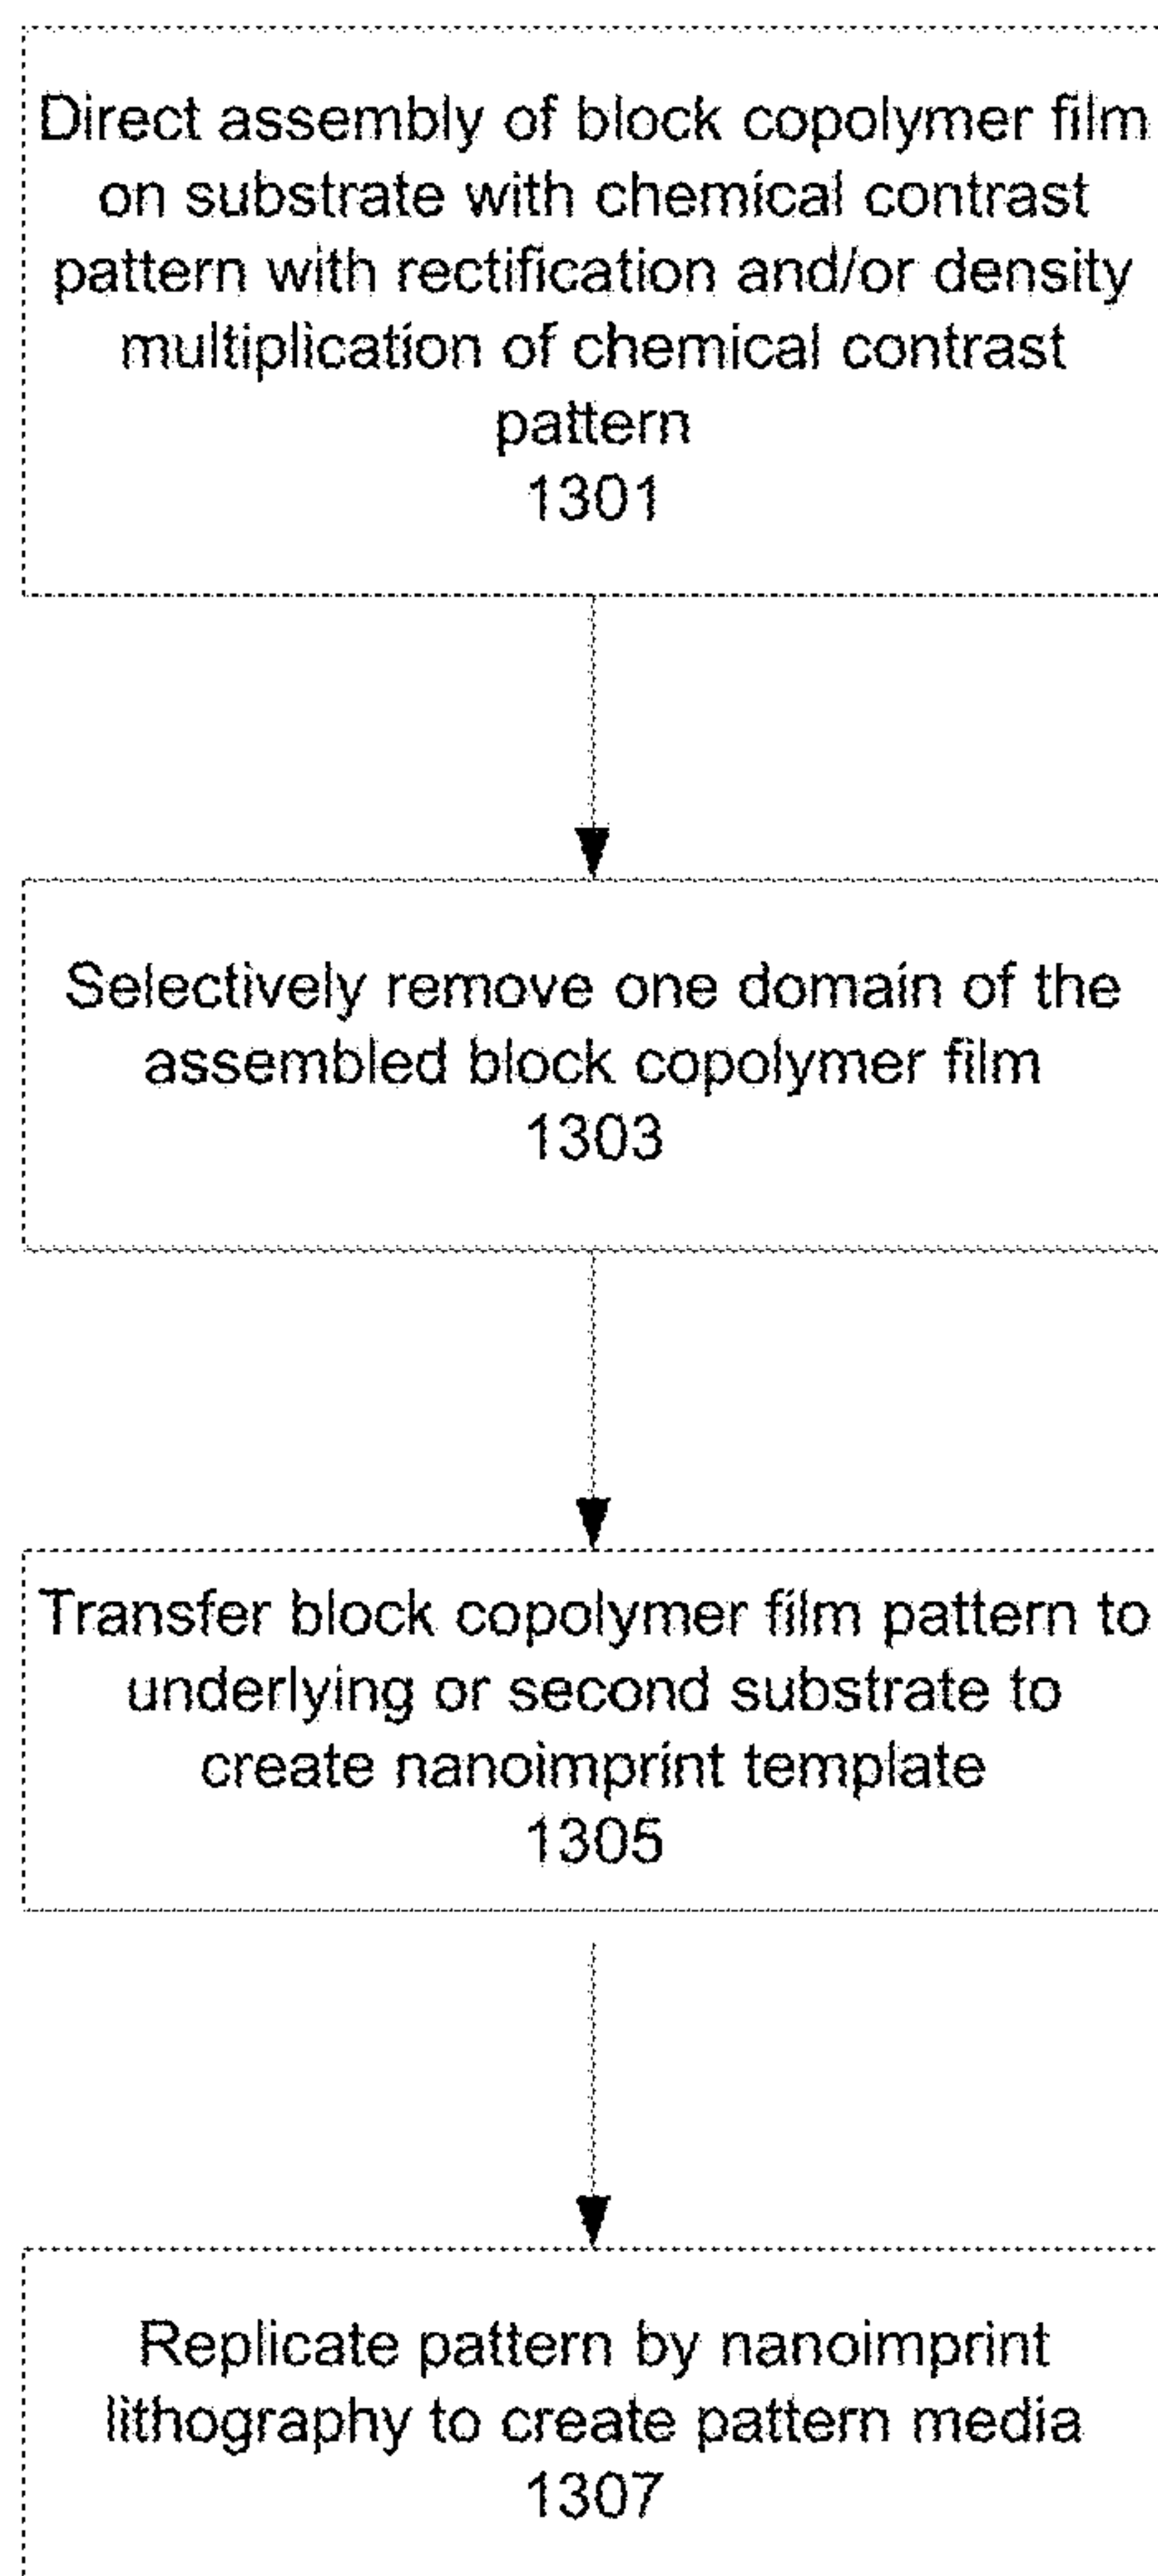 Direct assembly of block copolymer film
on substrate with chemical contrast
pattern with rectification and/or density
multiplication of chemical contrast
pattern
1301
Selectively remove one domain of the
assembled block copolymer film
1303
Transfer block copolymer film pattern to
underlying or second substrate to
create nanoimprint template
1305
Replicate pattern by nanoimprint
lithography to create pattern media
1307